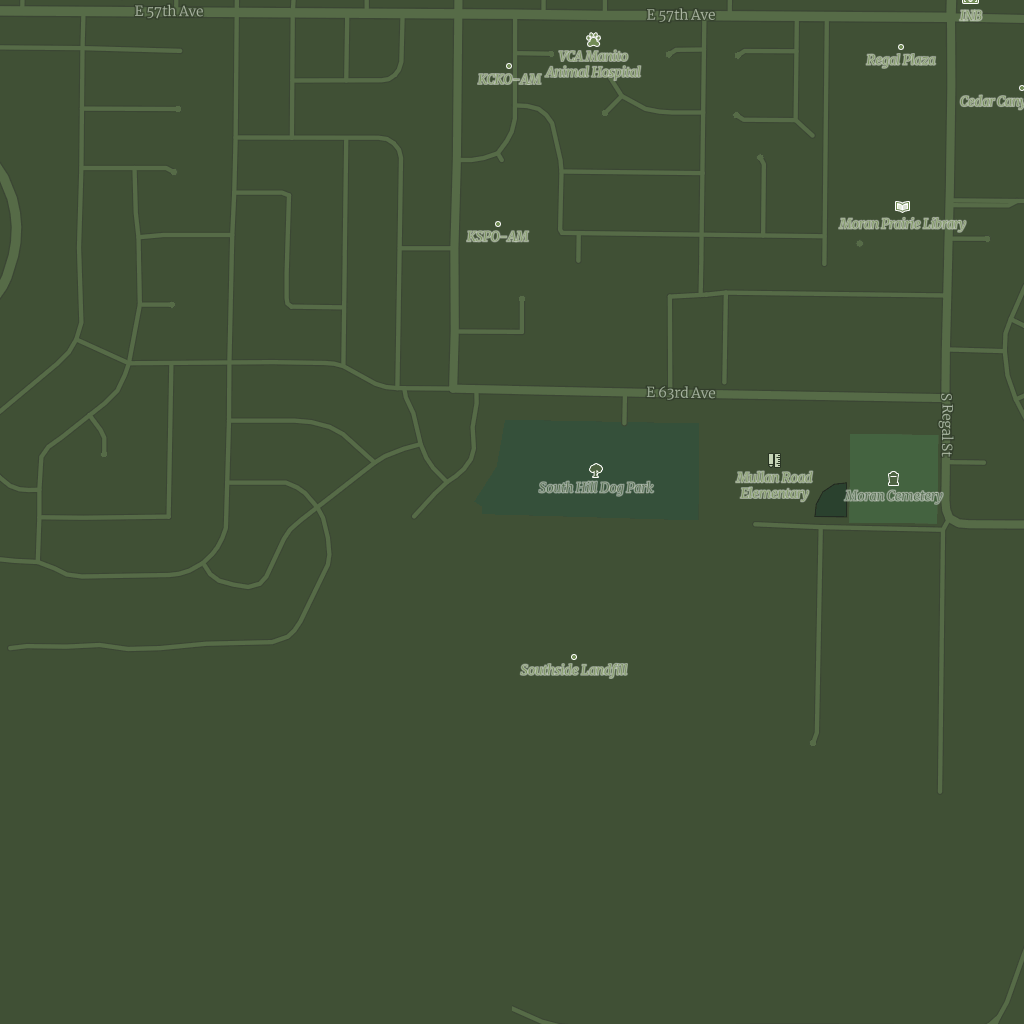 E 57th Ave
E 57th Ave
INB
VCA Manito
Animal Hospital
Regal Plaza
KCKO-AM
Moran Prairie Library
KSPO-AM
E 63rd Ave
S Regal St
South Hill Dog Park
Mullan Road
Elementary
Moran Cemetery
Southside Landfill